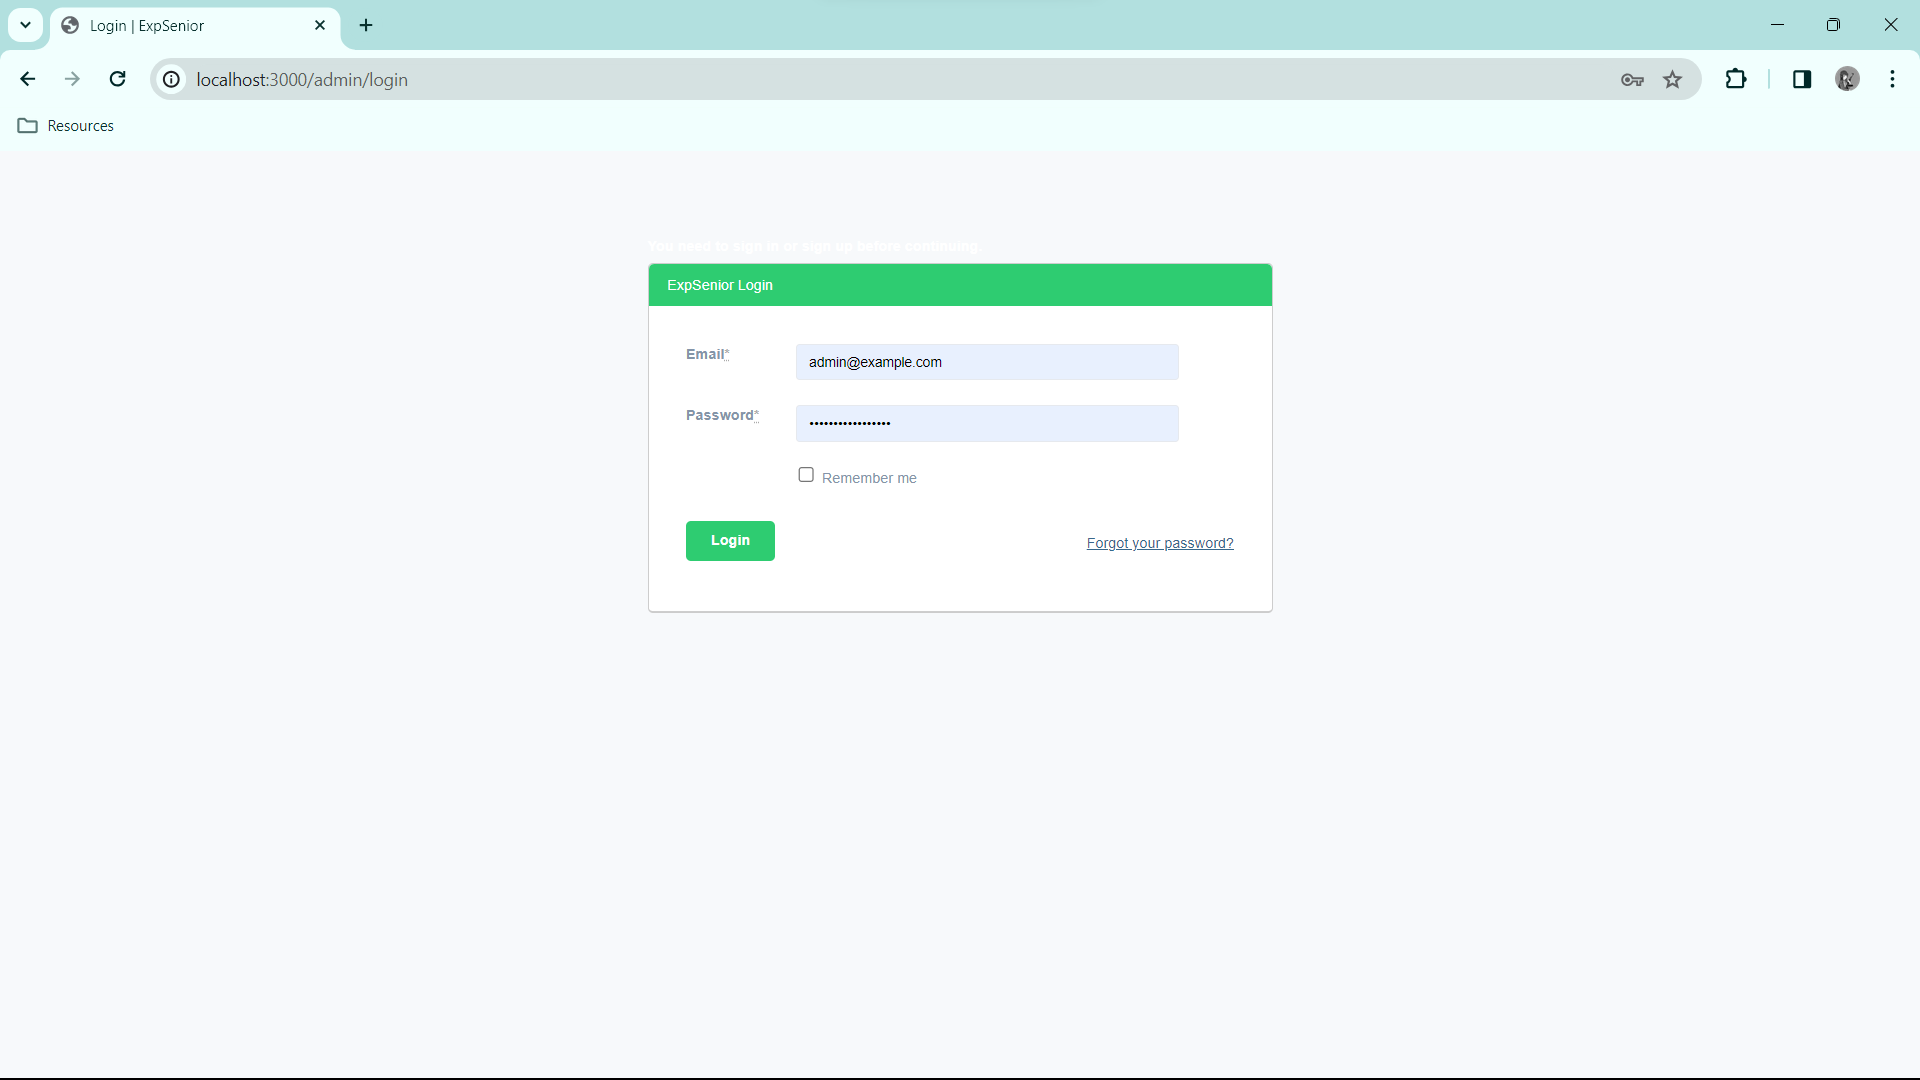 Login | ExpSenior
localhost:3000/admin/login
Resources
You need to sign in or sign up before continuing.
ExpSenior Login
Email*
admin@example.com
Password*
•••••••••••••••••
Remember me
Login
Forgot your password?